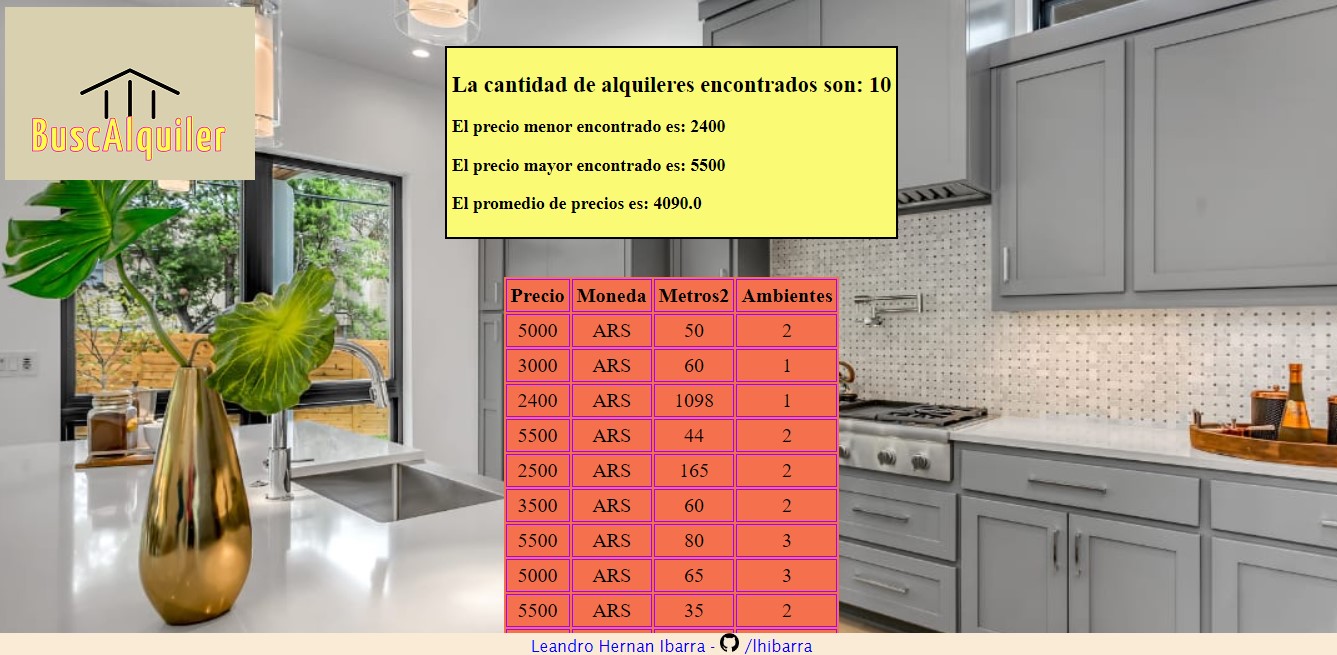 BuscAlquiler
La cantidad de alquileres encontrados son: 10
El precio menor encontrado es: 2400
El precio mayor encontrado es: 5500
El promedio de precios es: 4090.0
Precio Moneda Metros2 Ambientes
5000 ARS 50 2
3000 ARS 60 1
2400 ARS 1098 1
5500 ARS 44 2
2500 ARS 165 2
3500 ARS 60 2
5500 ARS 80 3
5000 ARS 65 3
5500 ARS 35 2
Leandro Hernan Ibarra - /lhibarra